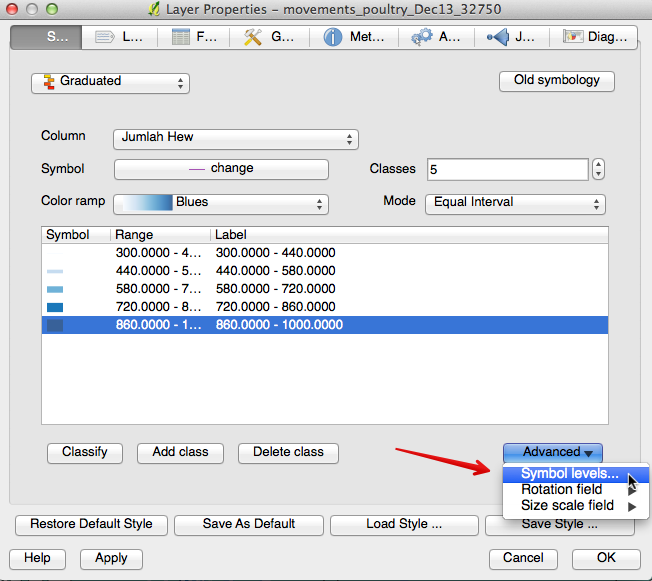 Layer Properties - movements_poultry_Dec13_32750
S... L... F... G... Met... A... J... Diag...
Graduated Old symbology
Column Jumlah Hew
Symbol change Classes 5
Color ramp Blues Mode Equal Interval
Symbol Range Label
300.0000 - 4... 300.0000 - 440.0000
440.0000 - 5... 440.0000 - 580.0000
580.0000 - 7... 580.0000 - 720.0000
720.0000 - 8... 720.0000 - 860.0000
860.0000 - 1... 860.0000 - 1000.0000
Classify Add class Delete class Advanced
Symbol levels...
Rotation field
Size scale field
Restore Default Style Save As Default Load Style ... Save Style ...
Help Apply Cancel OK